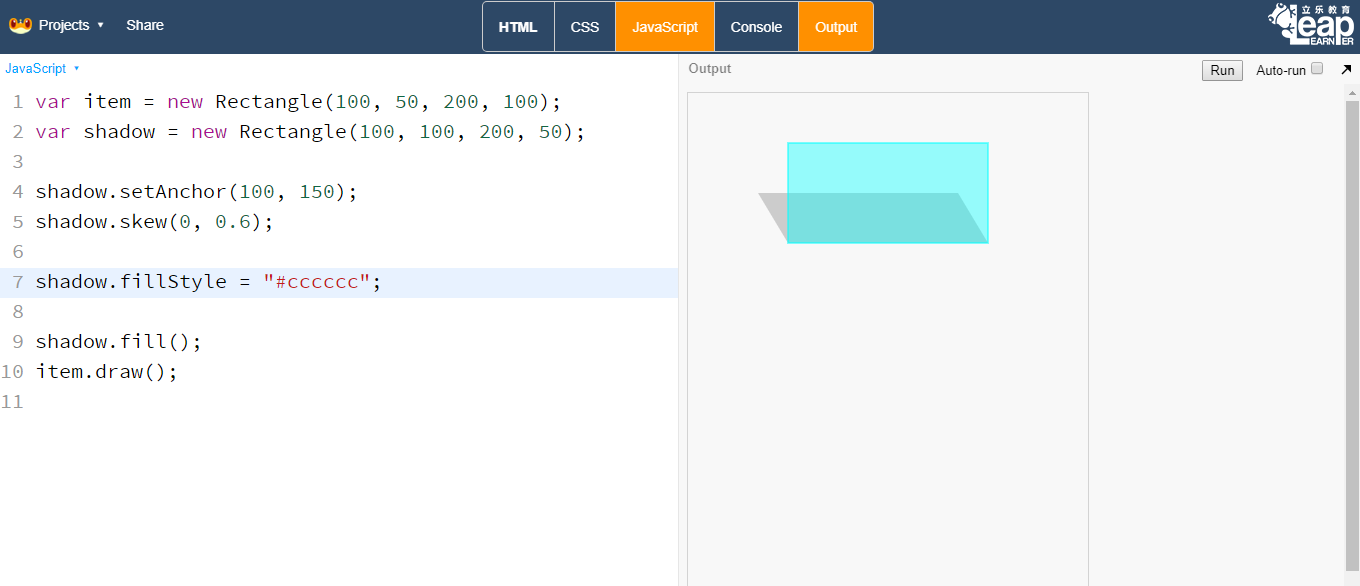 Projects ▾ Share HTML CSS JavaScript Console Output 立乐教育
Leap
LEARNER
JavaScript ▾
Output Run Auto-run
1 var item = new Rectangle(100, 50, 200, 100);
2 var shadow = new Rectangle(100, 100, 200, 50);
3
4 shadow.setAnchor(100, 150);
5 shadow.skew(0, 0.6);
6
7 shadow.fillStyle = "#cccccc";
8
9 shadow.fill();
10 item.draw();
11